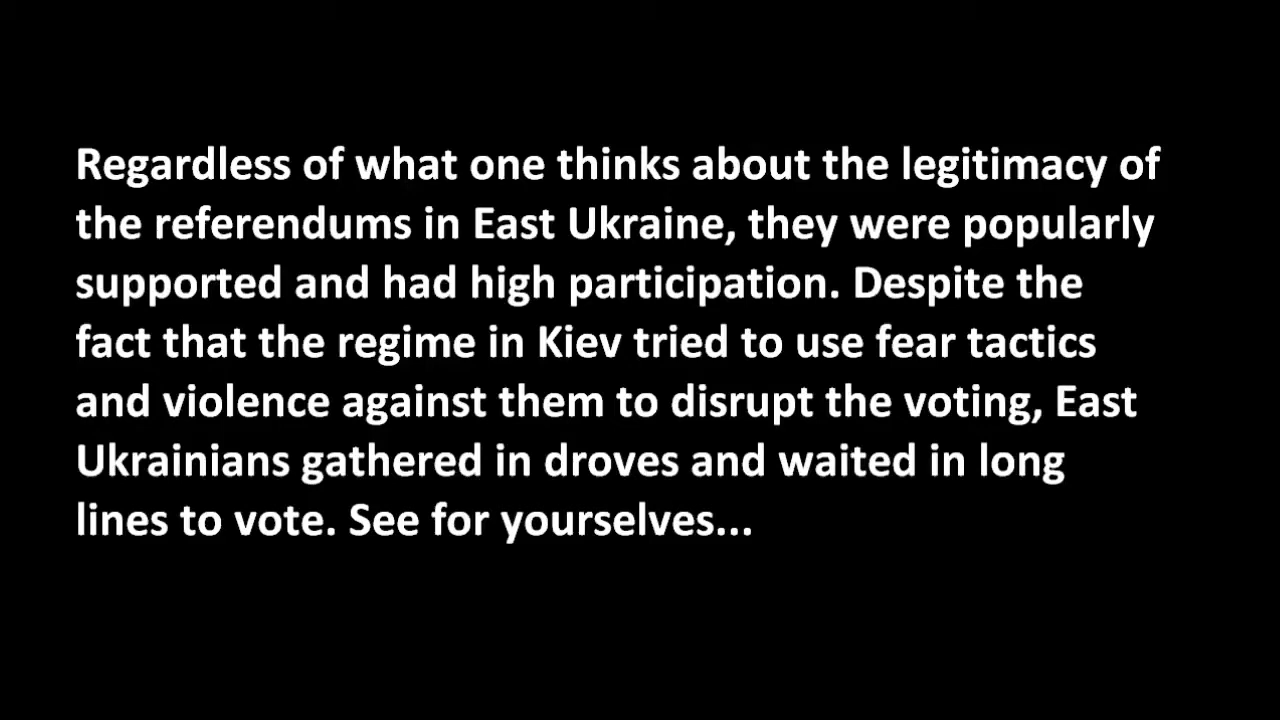 Regardless of what one thinks about the legitimacy of
the referendums in East Ukraine, they were popularly
supported and had high participation. Despite the
fact that the regime in Kiev tried to use fear tactics
and violence against them to disrupt the voting, East
Ukrainians gathered in droves and waited in long
lines to vote. See for yourselves...